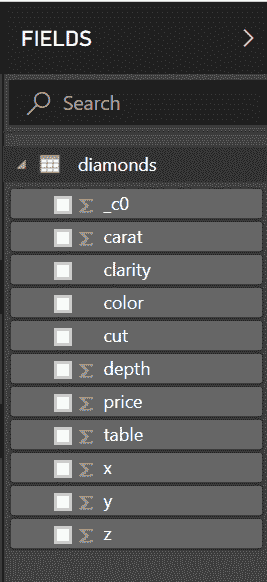 FIELDS
Search
diamonds
_c0
carat
clarity
color
cut
depth
price
table
x
y
z